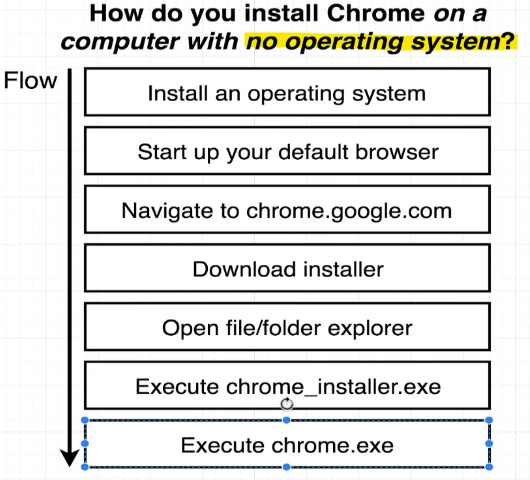 How do you install Chrome on a
computer with no operating system?
Flow
Install an operating system
Start up your default browser
Navigate to chrome.google.com
Download installer
Open file/folder explorer
Execute chrome_installer.exe
Execute chrome.exe